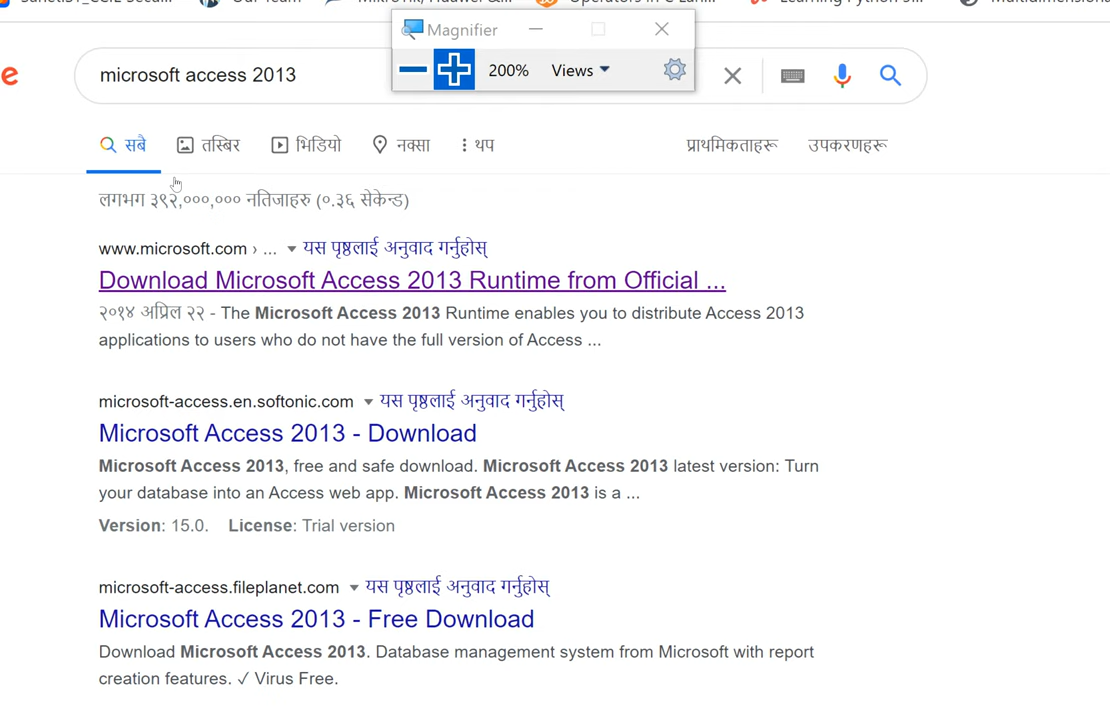 Magnifier
200% Views
microsoft access 2013
सबै तस्बिर भिडियो नक्सा थप प्राथमिकताहरू उपकरणहरू
लगभग ३९२,०००,००० नतिजाहरु (०.३६ सेकेन्ड)
www.microsoft.com › ... यस पृष्ठलाई अनुवाद गर्नुहोस्
Download Microsoft Access 2013 Runtime from Official ...
२०१४ अप्रिल २२ - The Microsoft Access 2013 Runtime enables you to distribute Access 2013
applications to users who do not have the full version of Access ...
microsoft-access.en.softonic.com यस पृष्ठलाई अनुवाद गर्नुहोस्
Microsoft Access 2013 - Download
Microsoft Access 2013, free and safe download. Microsoft Access 2013 latest version: Turn
your database into an Access web app. Microsoft Access 2013 is a ...
Version: 15.0. License: Trial version
microsoft-access.fileplanet.com यस पृष्ठलाई अनुवाद गर्नुहोस्
Microsoft Access 2013 - Free Download
Download Microsoft Access 2013. Database management system from Microsoft with report
creation features. ✓ Virus Free.